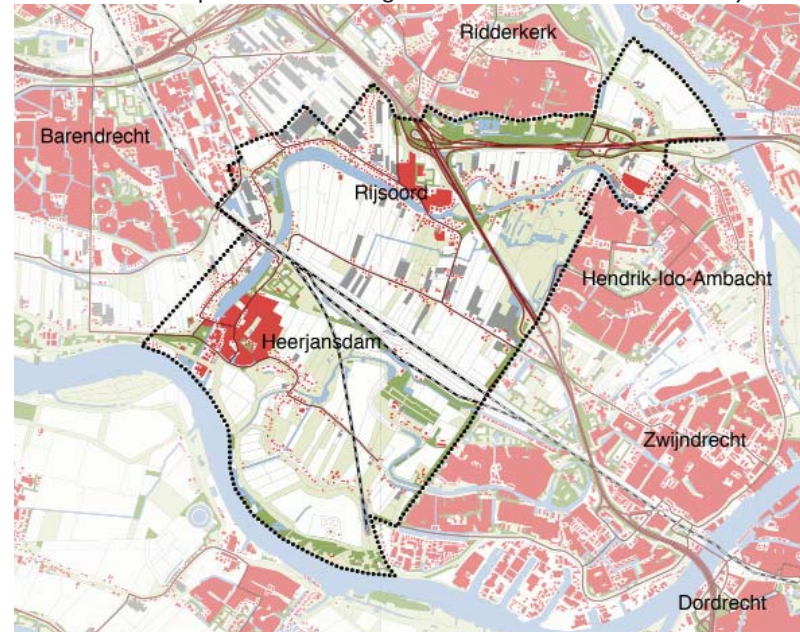 Ridderkerk
Barendrecht
Rijsoord
Hendrik-Ido-Ambacht
Heerjansdam
Zwijndrecht
Dordrecht